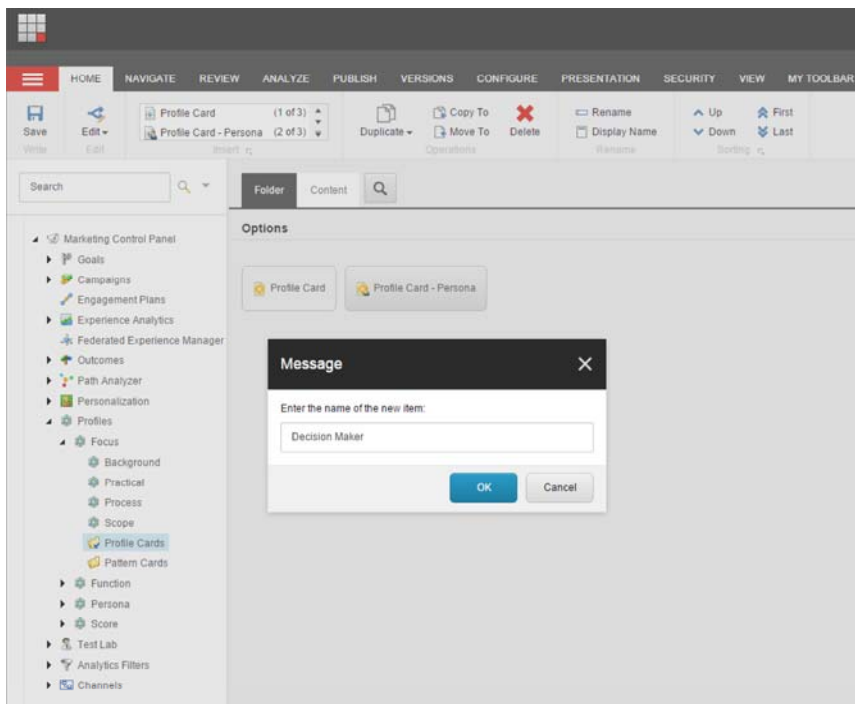 HOME NAVIGATE REVIEW ANALYZE PUBLISH VERSIONS CONFIGURE PRESENTATION SECURITY VIEW MY TOOLBAR
Profile Card (1 of 3) Copy To Rename Up First
Save Edit Profile Card - Persona (2 of 3) Duplicate Move To Delete Display Name Down Last
Write Edit Insert Operations Rename Sorting
Search
Folder Content
Options
Marketing Control Panel
Goals
Campaigns
Profile Card Profile Card - Persona
Engagement Plans
Experience Analytics
Federated Experience Manager
Outcomes
Path Analyzer
Personalization
Profiles
Focus
Background
Practical
Process
Scope
Profile Cards
Pattern Cards
Function
Persona
Score
Test Lab
Analytics Filters
Channels
Message
Enter the name of the new item:
Decision Maker
OK Cancel